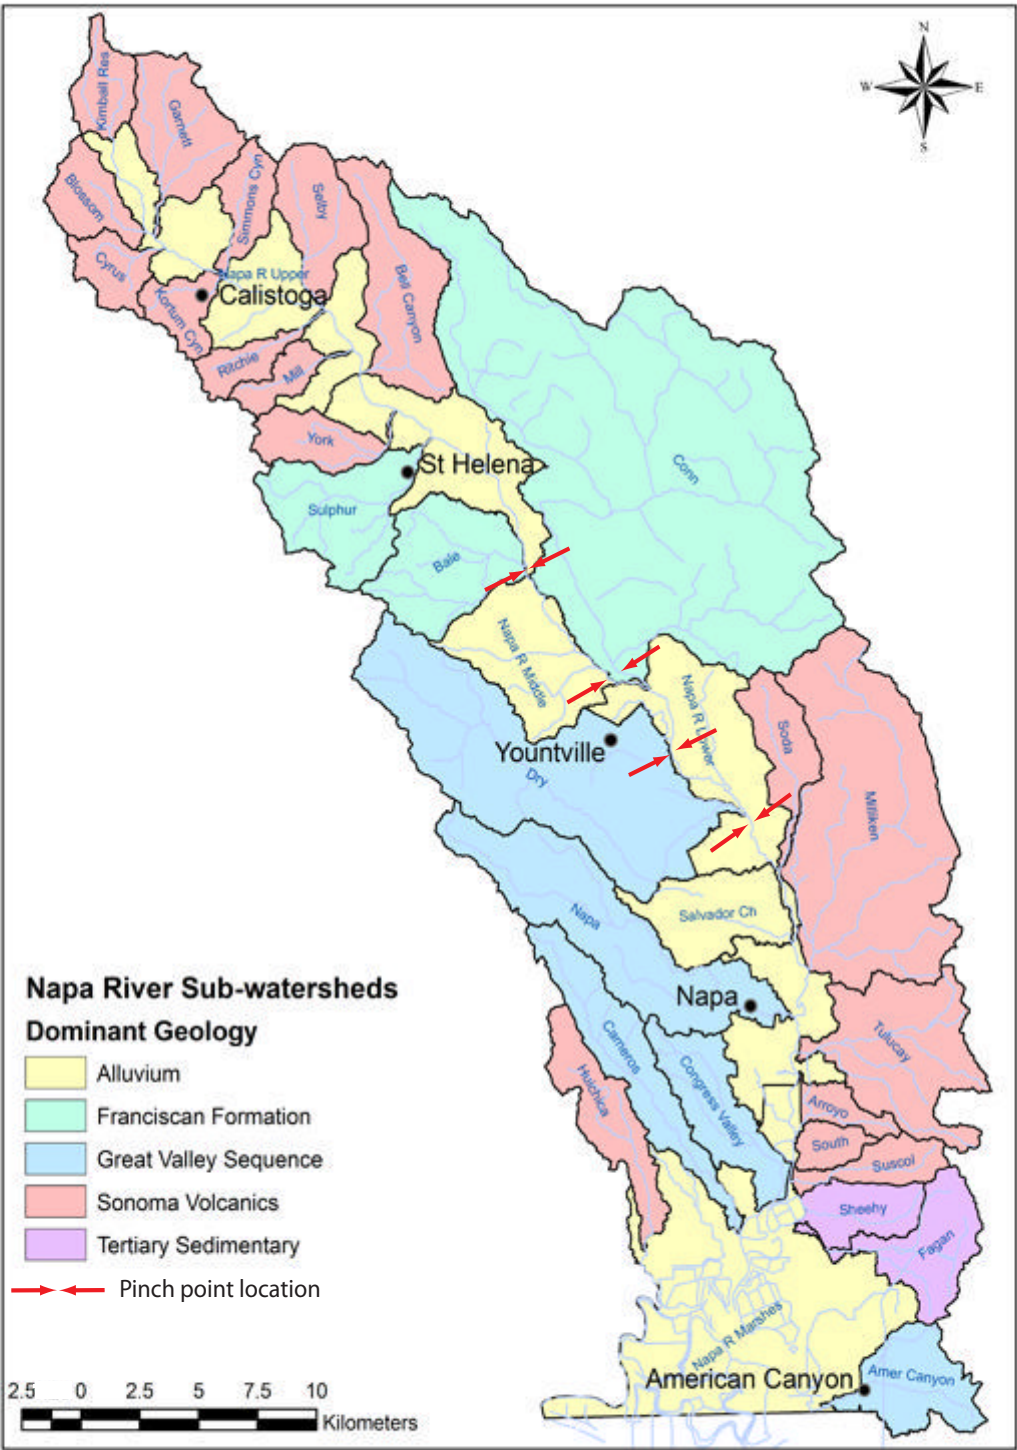 N
W
E
S
Kimball Res
Garnett
Blossom
Simmons Cyn
Selby
Cyrus
Napa R Upper
Calistoga
Kortum Cyn
Bell Canyon
Ritchie
Mill
York
St Helena
Conn
Sulphur
Bale
Napa R Middle
Napa R Lower
Soda
Yountville
Dry
Milliken
Napa
Salvador Ch
Napa
Carneros
Tulucay
Huichica
Congress Valley
Arroyo
South
Suscol
Sheehy
Fagan
Napa R Marshes
American Canyon
Amer Canyon
Napa River Sub-watersheds
Dominant Geology
Alluvium
Franciscan Formation
Great Valley Sequence
Sonoma Volcanics
Tertiary Sedimentary
Pinch point location
2.5 0 2.5 5 7.5 10
Kilometers